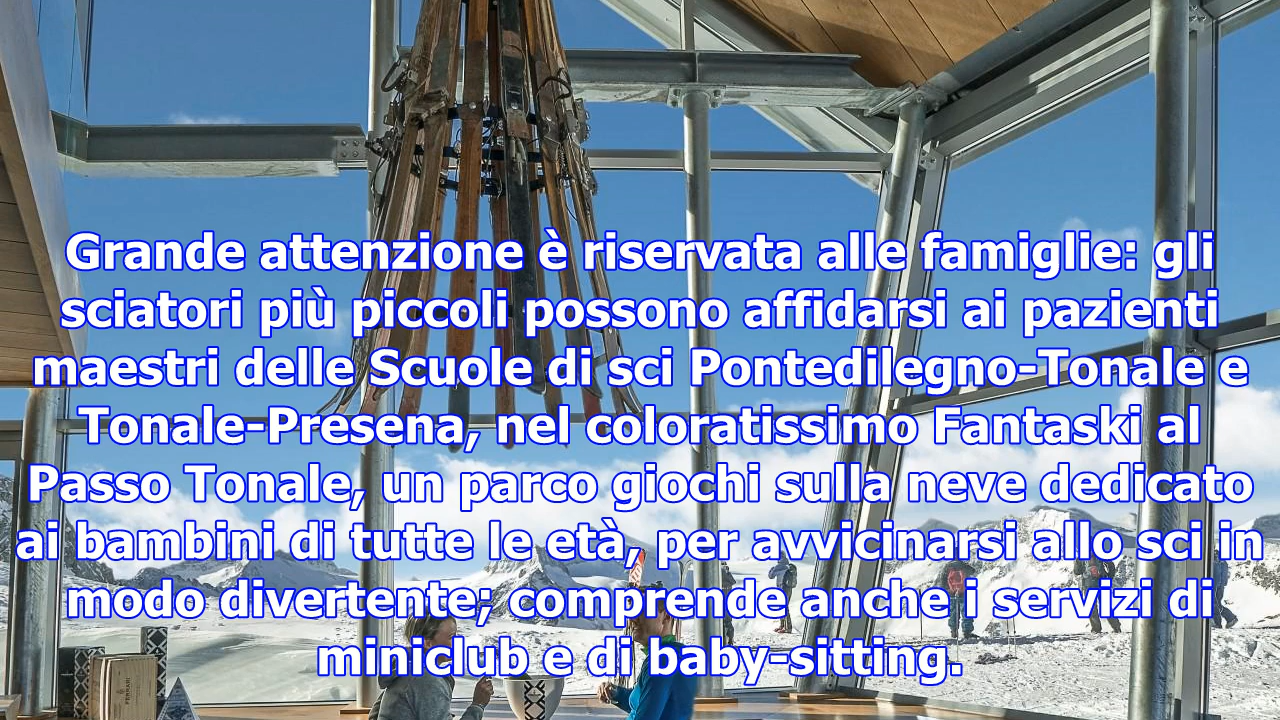 Grande attenzione è riservata alle famiglie: gli
sciatori più piccoli possono affidarsi ai pazienti
maestri delle Scuole di sci Pontedilegno-Tonale e
Tonale-Presena, nel coloratissimo Fantaski al
Passo Tonale, un parco giochi sulla neve dedicato
ai bambini di tutte le età, per avvicinarsi allo sci in
modo divertente; comprende anche i servizi di
miniclub e di baby-sitting.
FERRARI